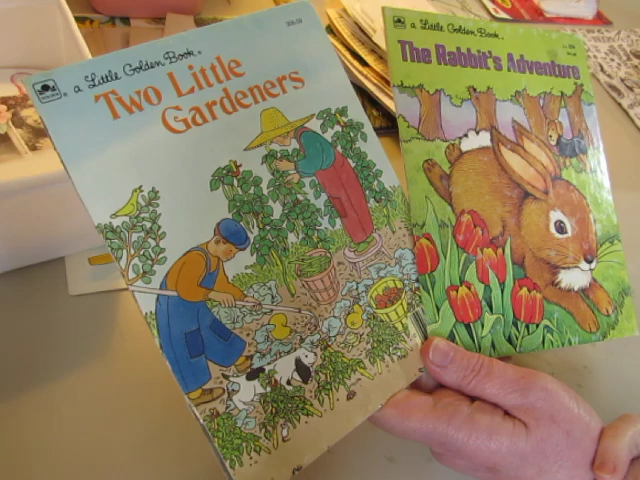 a Little Golden Book®
Two Little
Gardeners
a Little Golden Book®
The Rabbit's Adventure